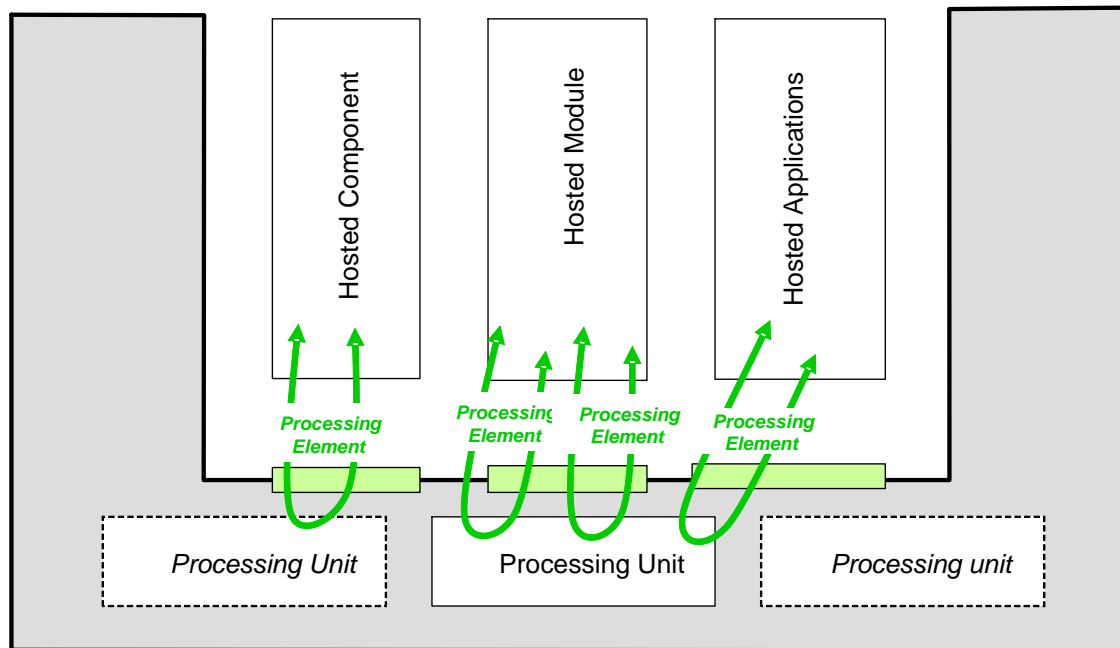 Hosted Component
Hosted Module
Hosted Applications
Processing
Element
Processing
Element
Processing
Element
Processing
Element
Processing Unit
Processing Unit
Processing unit